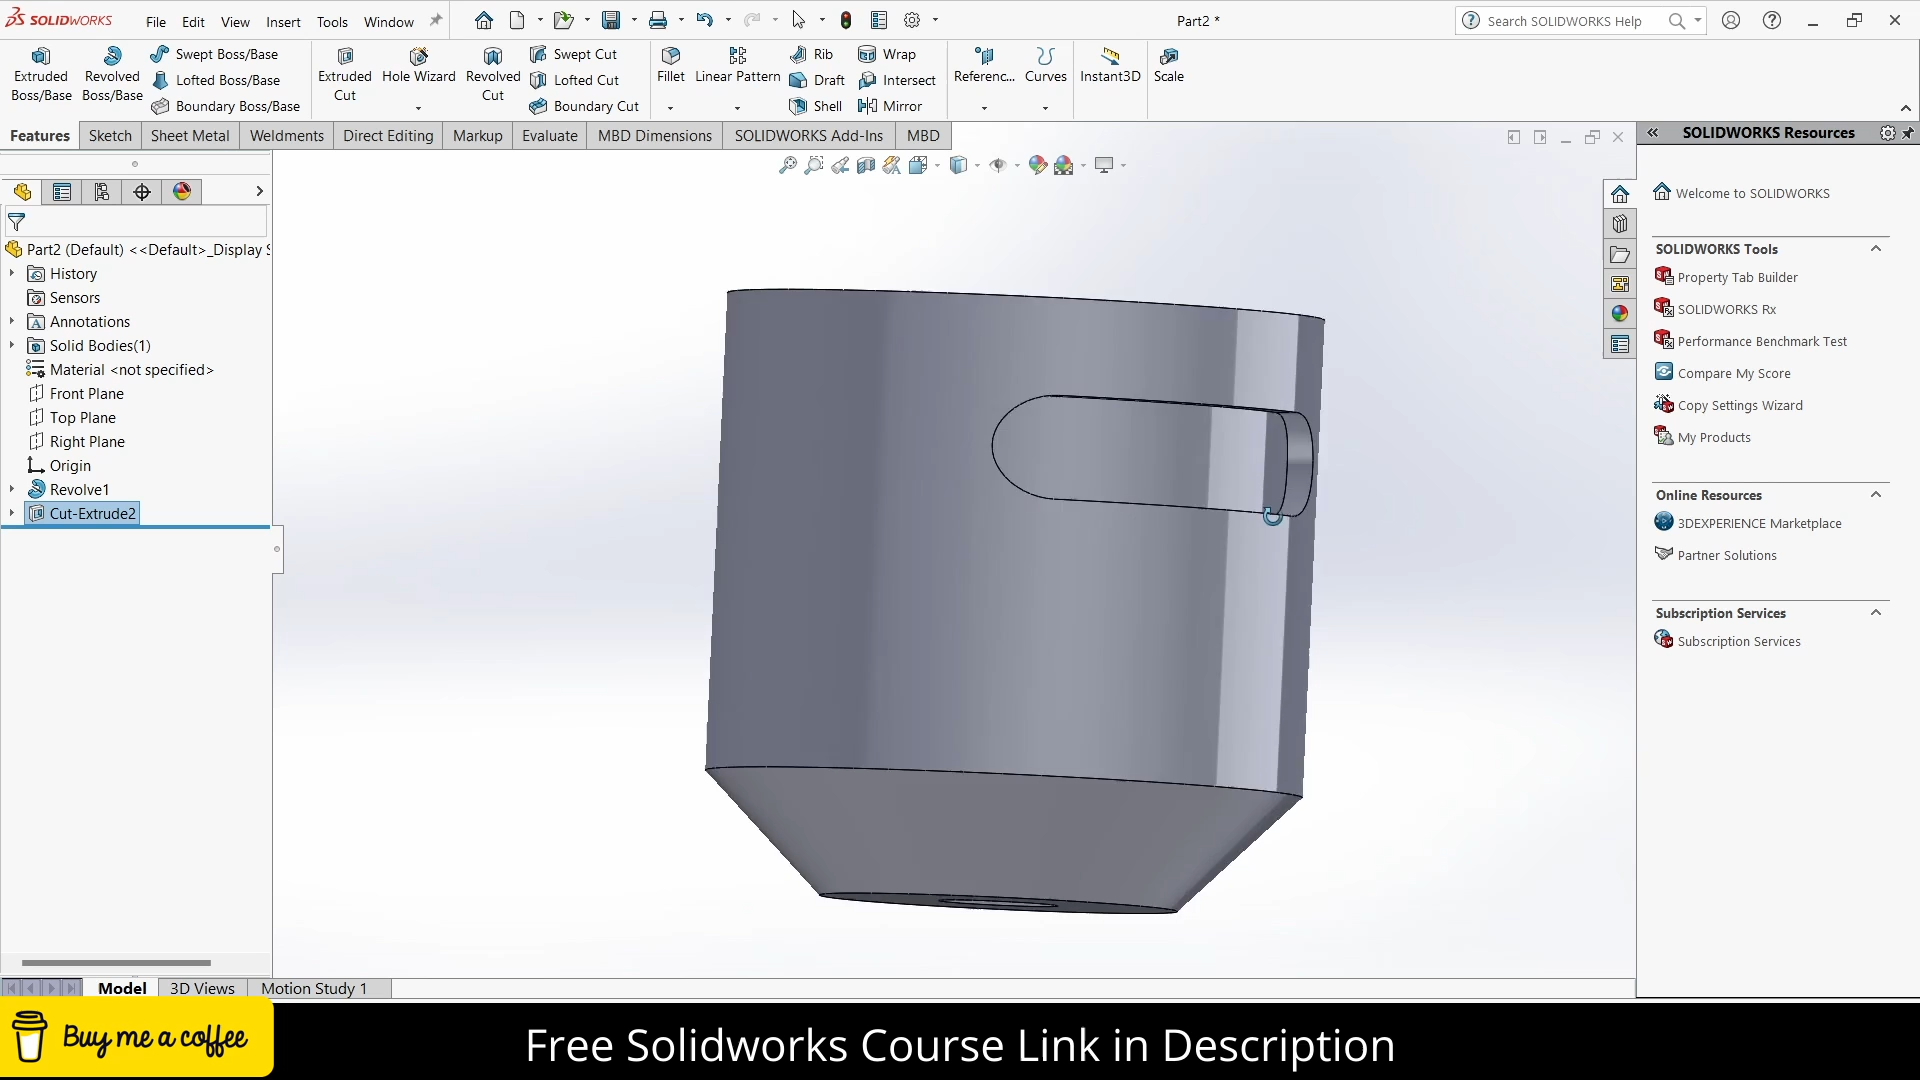 SOLIDWORKS
File Edit View Insert Tools Window
Part2 *
Search SOLIDWORKS Help
Extruded Boss/Base
Revolved Boss/Base
Swept Boss/Base
Lofted Boss/Base
Boundary Boss/Base
Extruded Cut
Hole Wizard
Revolved Cut
Swept Cut
Lofted Cut
Boundary Cut
Fillet
Linear Pattern
Rib
Draft
Shell
Wrap
Intersect
Mirror
Referenc...
Curves
Instant3D
Scale
Features Sketch Sheet Metal Weldments Direct Editing Markup Evaluate MBD Dimensions SOLIDWORKS Add-Ins MBD
Part2 (Default) <<Default>_Display S
History
Sensors
Annotations
Solid Bodies(1)
Material <not specified>
Front Plane
Top Plane
Right Plane
Origin
Revolve1
Cut-Extrude2
SOLIDWORKS Resources
Welcome to SOLIDWORKS
SOLIDWORKS Tools
Property Tab Builder
SOLIDWORKS Rx
Performance Benchmark Test
Compare My Score
Copy Settings Wizard
My Products
Online Resources
3DEXPERIENCE Marketplace
Partner Solutions
Subscription Services
Subscription Services
Model 3D Views Motion Study 1
Buy me a coffee
Free Solidworks Course Link in Description